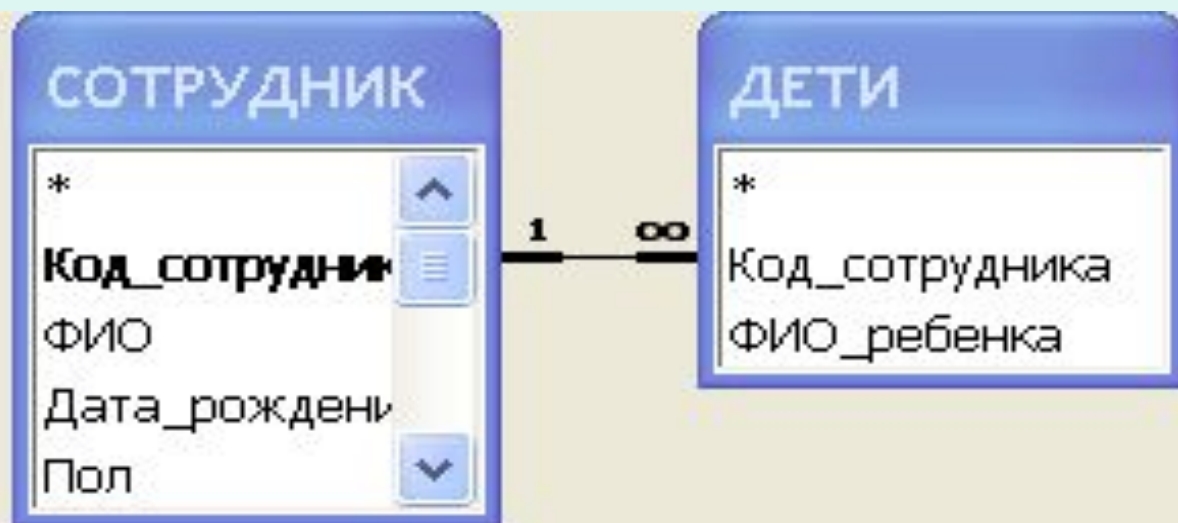 СОТРУДНИК
*
Код_сотрудник
ФИО
Дата_рождени
Пол
1 ∞
ДЕТИ
*
Код_сотрудника
ФИО_ребенка